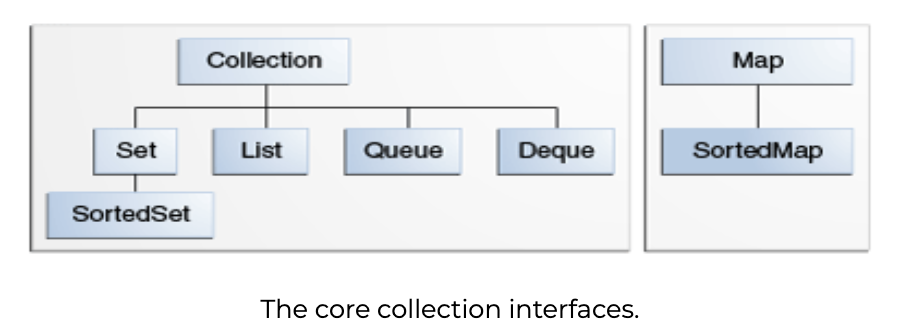 Collection
Map
Set
List
Queue
Deque
SortedMap
SortedSet
The core collection interfaces.